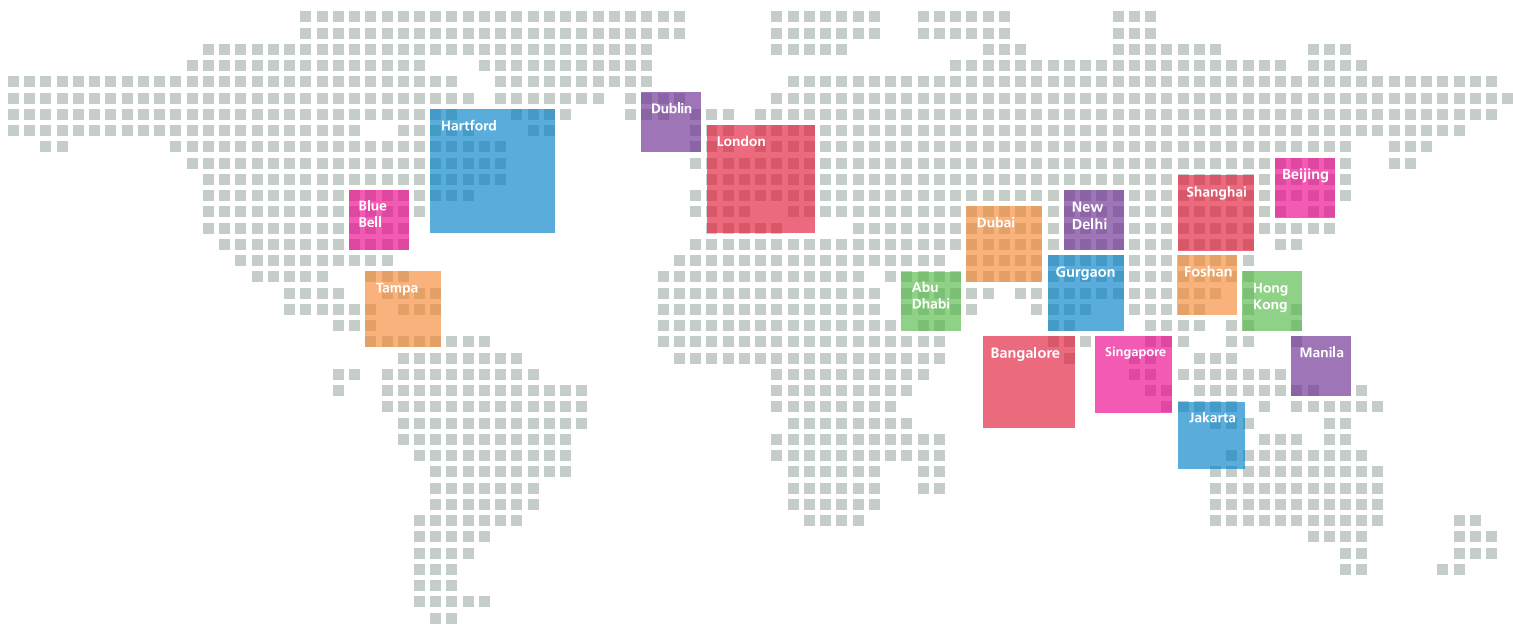 Dublin
Hartford
London
Blue
Bell
Tampa
Beijing
Shanghai
New
Delhi
Dubai
Gurgaon
Foshan
Abu
Dhabi
Hong
Kong
Bangalore
Singapore
Manila
Jakarta